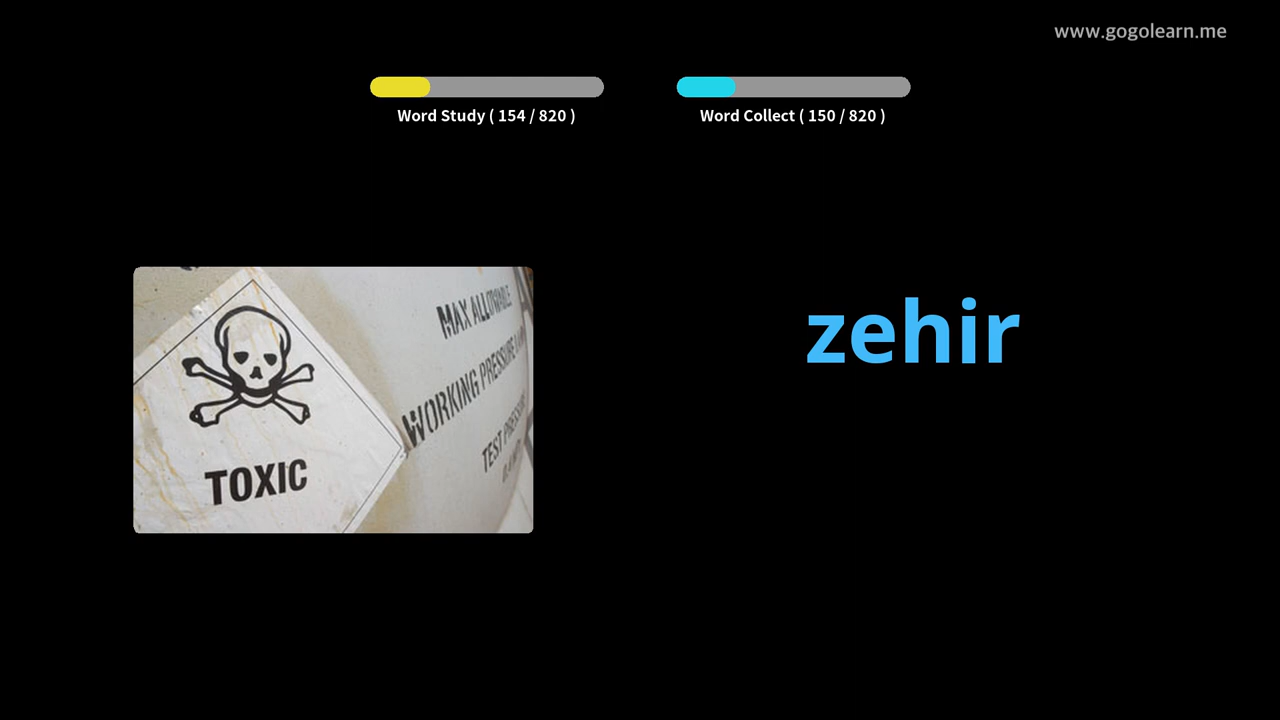 www.gogolearn.me
Word Study ( 154 / 820 )
Word Collect ( 150 / 820 )
zehir
TOXIC
MAX ALLOWABLE
WORKING PRESSURE
TEST PRESSURE